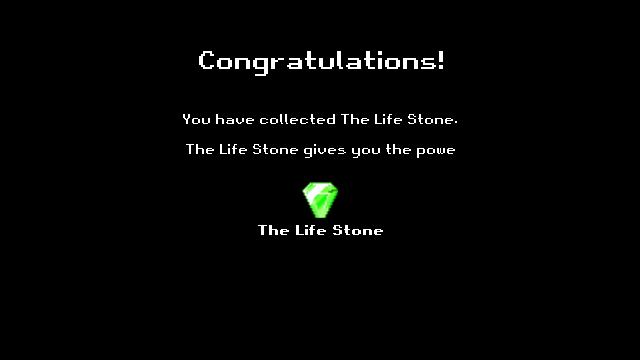 Congratulations!
You have collected The Life Stone.
The Life Stone gives you the powe
The Life Stone